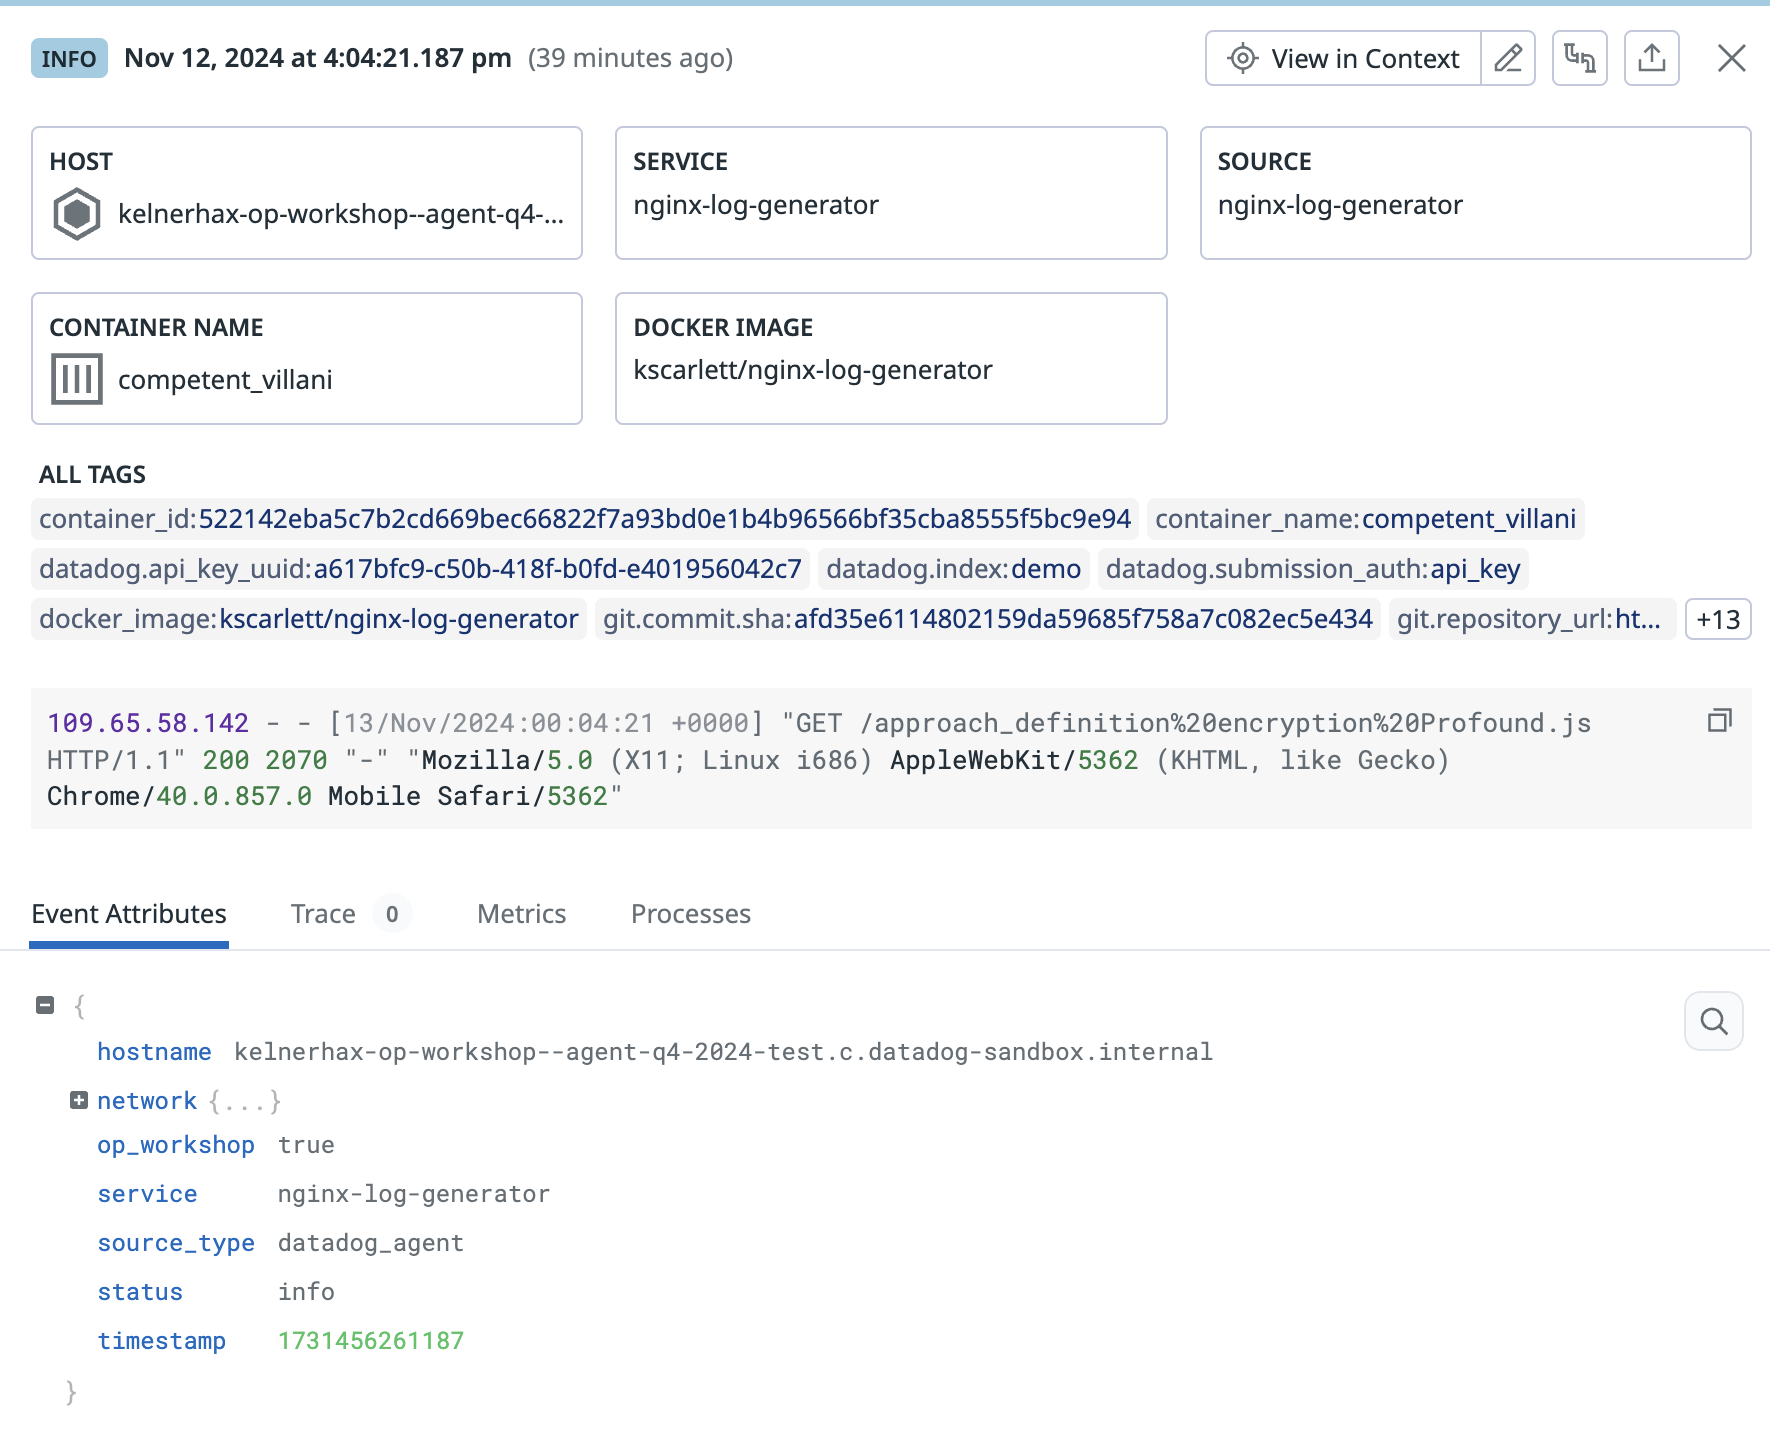 INFO Nov 12, 2024 at 4:04:21.187 pm (39 minutes ago) View in Context
HOST
kelnerhax-op-workshop--agent-q4-...
SERVICE
nginx-log-generator
SOURCE
nginx-log-generator
CONTAINER NAME
competent_villani
DOCKER IMAGE
kscarlett/nginx-log-generator
ALL TAGS
container_id:522142eba5c7b2cd669bec66822f7a93bd0e1b4b96566bf35cba8555f5bc9e94 container_name:competent_villani
datadog.api_key_uuid:a617bfc9-c50b-418f-b0fd-e401956042c7 datadog.index:demo datadog.submission_auth:api_key
docker_image:kscarlett/nginx-log-generator git.commit.sha:afd35e6114802159da59685f758a7c082ec5e434 git.repository_url:ht... +13
109.65.58.142 - - [13/Nov/2024:00:04:21 +0000] "GET /approach_definition%20encryption%20Profound.js
HTTP/1.1" 200 2070 "-" "Mozilla/5.0 (X11; Linux i686) AppleWebKit/5362 (KHTML, like Gecko)
Chrome/40.0.857.0 Mobile Safari/5362"
Event Attributes Trace 0 Metrics Processes
{
hostname kelnerhax-op-workshop--agent-q4-2024-test.c.datadog-sandbox.internal
network {...}
op_workshop true
service nginx-log-generator
source_type datadog_agent
status info
timestamp 1731456261187
}